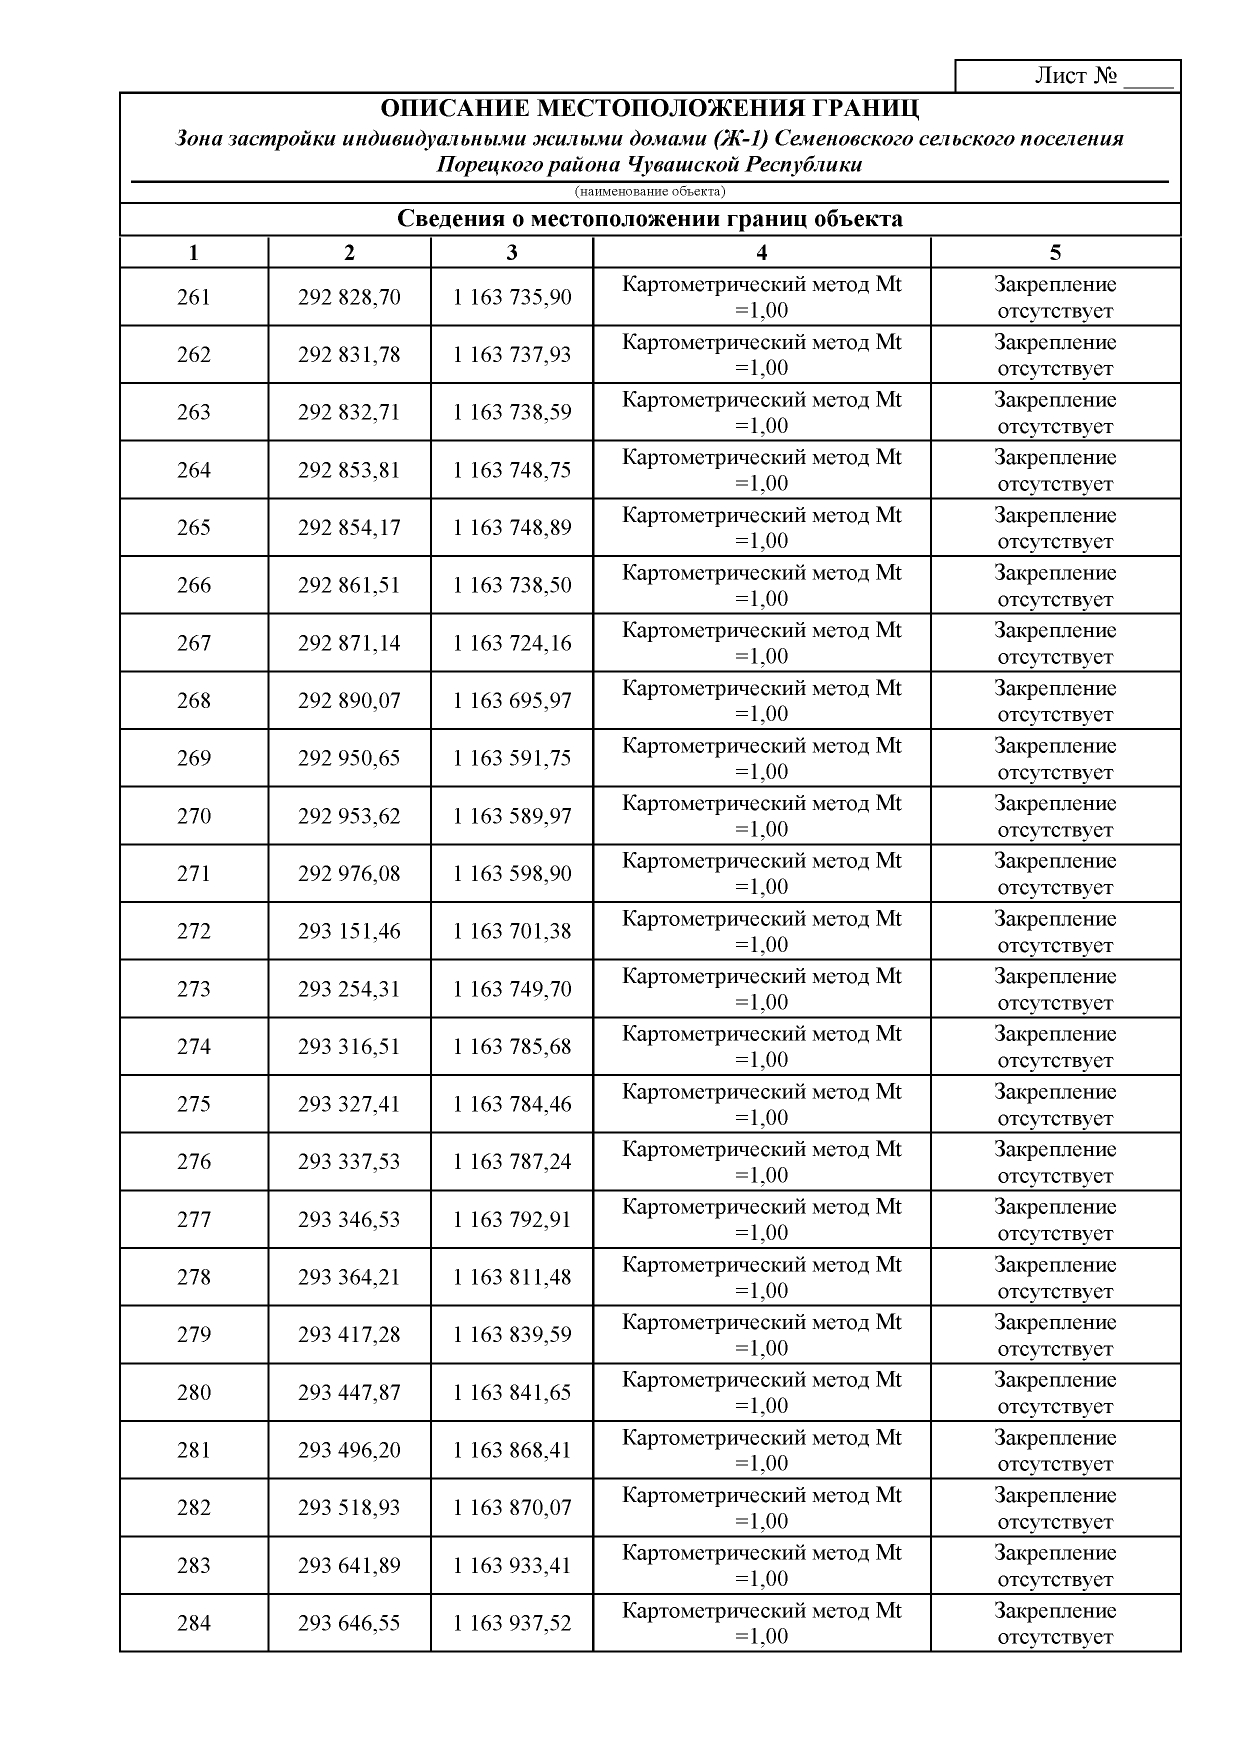 Лист № ____
ОПИСАНИЕ МЕСТОПОЛОЖЕНИЯ ГРАНИЦ
Зона застройки индивидуальными жилыми домами (Ж-1) Семеновского сельского поселения
Порецкого района Чувашской Республики
(наименование объекта)
Сведения о местоположении границ объекта
1 2 3 4 5
261 292 828,70 1 163 735,90 Картометрический метод Mt =1,00 Закрепление отсутствует
262 292 831,78 1 163 737,93 Картометрический метод Mt =1,00 Закрепление отсутствует
263 292 832,71 1 163 738,59 Картометрический метод Mt =1,00 Закрепление отсутствует
264 292 853,81 1 163 748,75 Картометрический метод Mt =1,00 Закрепление отсутствует
265 292 854,17 1 163 748,89 Картометрический метод Mt =1,00 Закрепление отсутствует
266 292 861,51 1 163 738,50 Картометрический метод Mt =1,00 Закрепление отсутствует
267 292 871,14 1 163 724,16 Картометрический метод Mt =1,00 Закрепление отсутствует
268 292 890,07 1 163 695,97 Картометрический метод Mt =1,00 Закрепление отсутствует
269 292 950,65 1 163 591,75 Картометрический метод Mt =1,00 Закрепление отсутствует
270 292 953,62 1 163 589,97 Картометрический метод Mt =1,00 Закрепление отсутствует
271 292 976,08 1 163 598,90 Картометрический метод Mt =1,00 Закрепление отсутствует
272 293 151,46 1 163 701,38 Картометрический метод Mt =1,00 Закрепление отсутствует
273 293 254,31 1 163 749,70 Картометрический метод Mt =1,00 Закрепление отсутствует
274 293 316,51 1 163 785,68 Картометрический метод Mt =1,00 Закрепление отсутствует
275 293 327,41 1 163 784,46 Картометрический метод Mt =1,00 Закрепление отсутствует
276 293 337,53 1 163 787,24 Картометрический метод Mt =1,00 Закрепление отсутствует
277 293 346,53 1 163 792,91 Картометрический метод Mt =1,00 Закрепление отсутствует
278 293 364,21 1 163 811,48 Картометрический метод Mt =1,00 Закрепление отсутствует
279 293 417,28 1 163 839,59 Картометрический метод Mt =1,00 Закрепление отсутствует
280 293 447,87 1 163 841,65 Картометрический метод Mt =1,00 Закрепление отсутствует
281 293 496,20 1 163 868,41 Картометрический метод Mt =1,00 Закрепление отсутствует
282 293 518,93 1 163 870,07 Картометрический метод Mt =1,00 Закрепление отсутствует
283 293 641,89 1 163 933,41 Картометрический метод Mt =1,00 Закрепление отсутствует
284 293 646,55 1 163 937,52 Картометрический метод Mt =1,00 Закрепление отсутствует